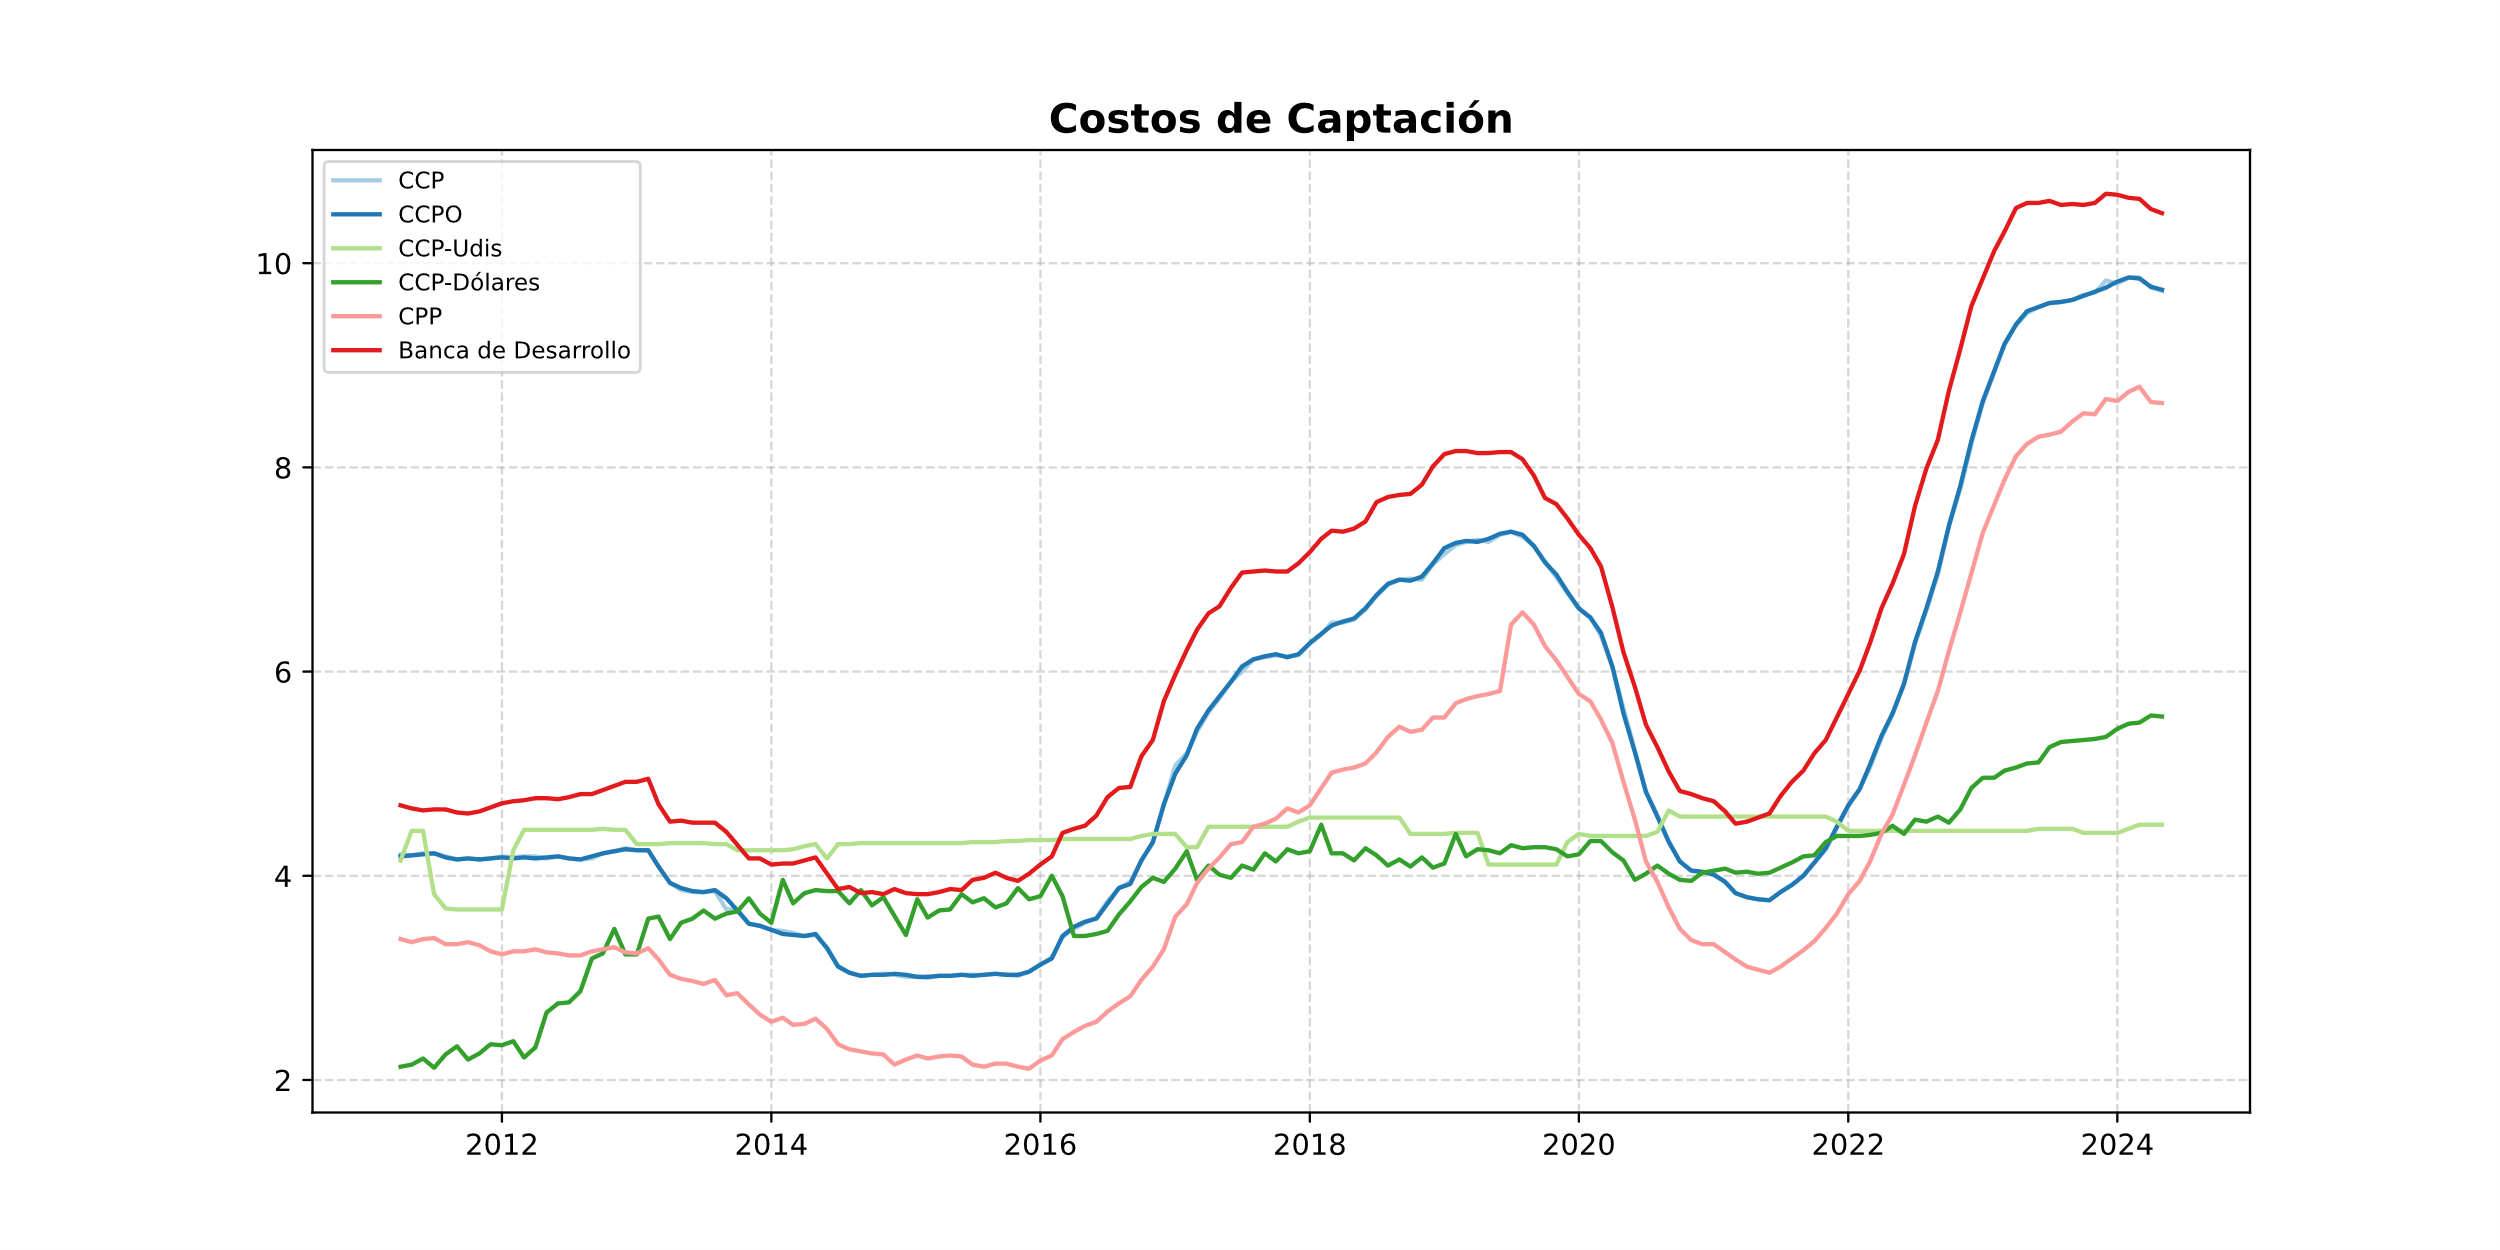 Costos de Captación
CCP
CCPO
CCP-Udis
CCP-Dólares
CPP
Banca de Desarrollo
10
8
6
4
2
2012 2014 2016 2018 2020 2022 2024